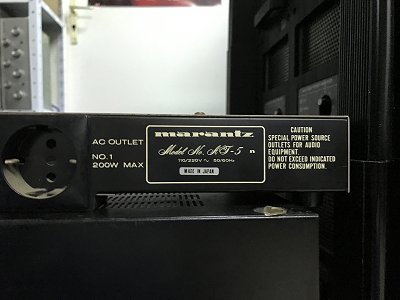 AC OUTLET
NO.1
200W MAX
marantz
Model No. NT-5 n
110/220V ∿ 50/60Hz
MADE IN JAPAN
CAUTION
SPECIAL POWER SOURCE
OUTLETS FOR AUDIO
EQUIPMENT.
DO NOT EXCEED INDICATED
POWER CONSUMPTION.